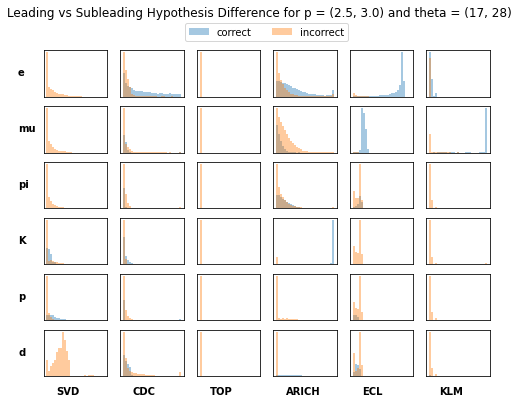 Leading vs Subleading Hypothesis Difference for p = (2.5, 3.0) and theta = (17, 28)
correct incorrect
e
mu
pi
K
p
d
SVD CDC TOP ARICH ECL KLM